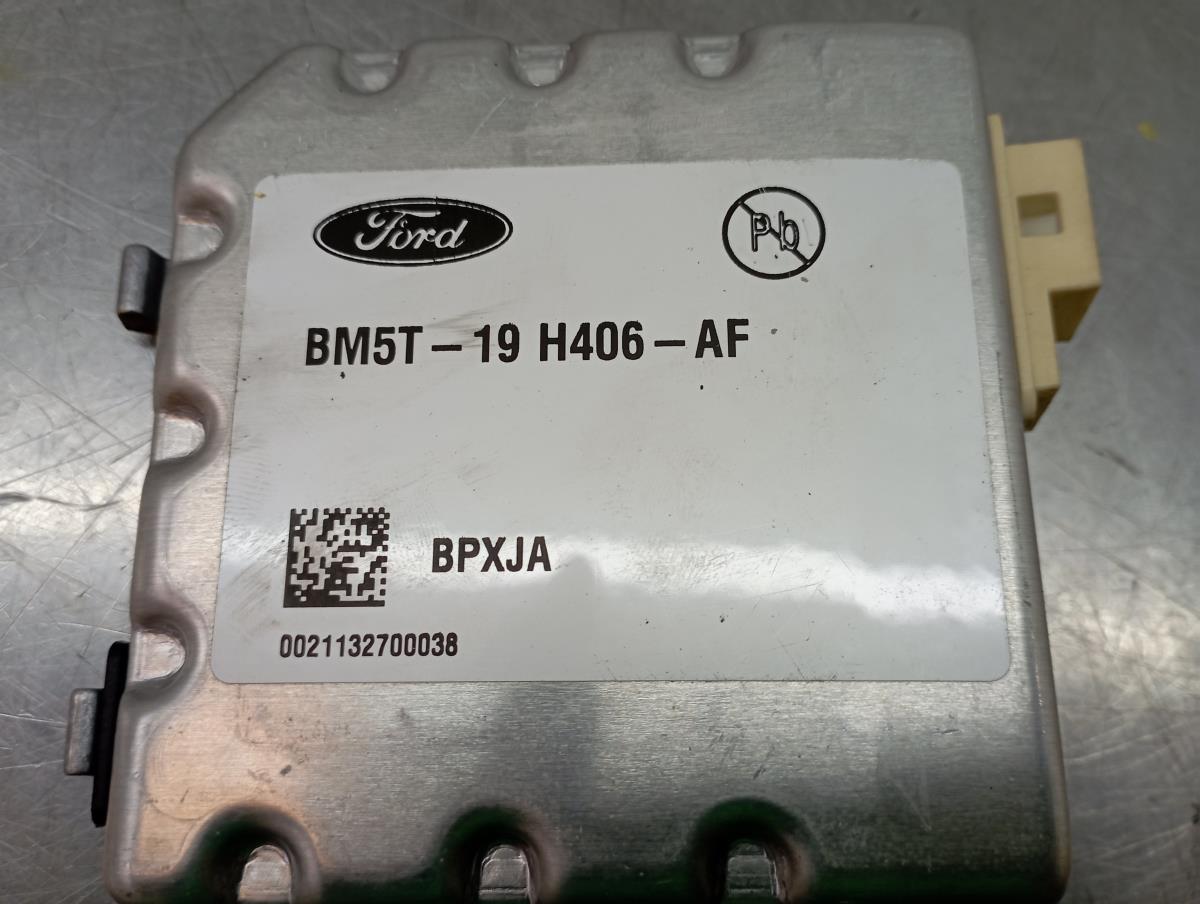 Ford
Pb
BM5T-19 H406-AF
BPXJA
0021132700038